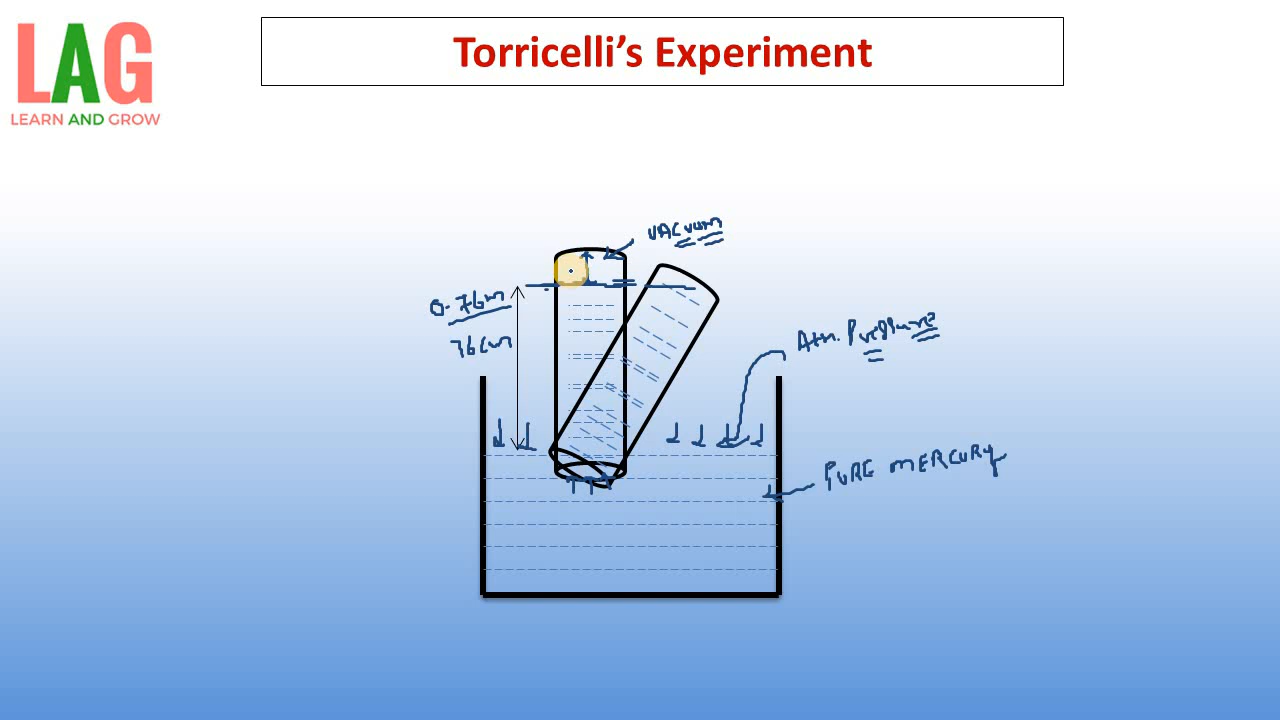 LAG
LEARN AND GROW
Torricelli’s Experiment
VACuum
0.76m
76cm
Atm. Pressure
PURE MERCURY